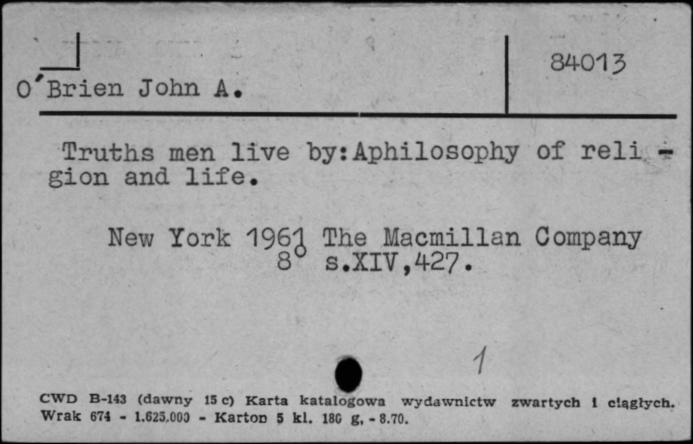 84013
O'Brien John A.
Truths men live by:Aphilosophy of reli -
gion and life.
New York 1961 The Macmillan Company
8° s.XIV,427.
1
CWD B-143 (dawny 15 c) Karta katalogowa wydawnictw zwartych i ciągłych.
Wrak 674 - 1.625.000 - Karton 5 kl. 180 g. - 8.70.